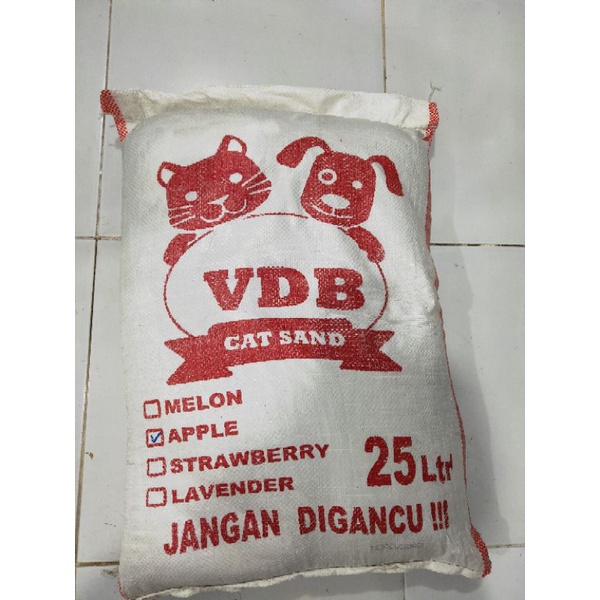 VDB
CAT SAND
MELON
APPLE
STRAWBERRY
LAVENDER
25 Ltr
JANGAN DIGANCU !!!